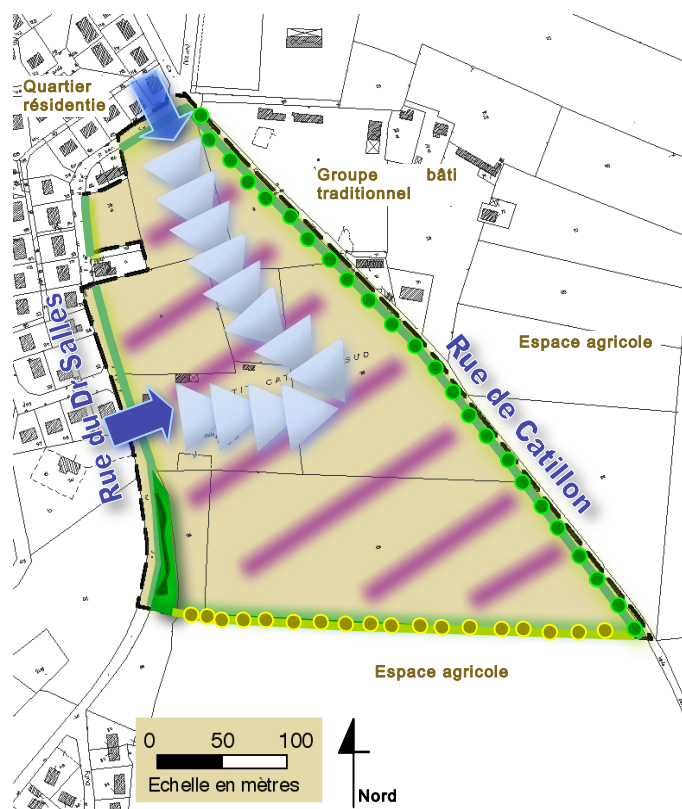 Quartier
résidentie
Groupe bâti
traditionnel
Espace agricole
Rue de Catillon
Rue du Dr Salles
SUD
Espace agricole
0 50 100
Echelle en mètres
Nord